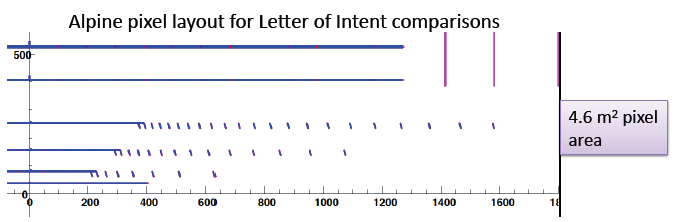 Alpine pixel layout for Letter of Intent comparisons
500
4.6 m² pixel
area
0
0 200 400 600 800 1000 1200 1400 1600 18